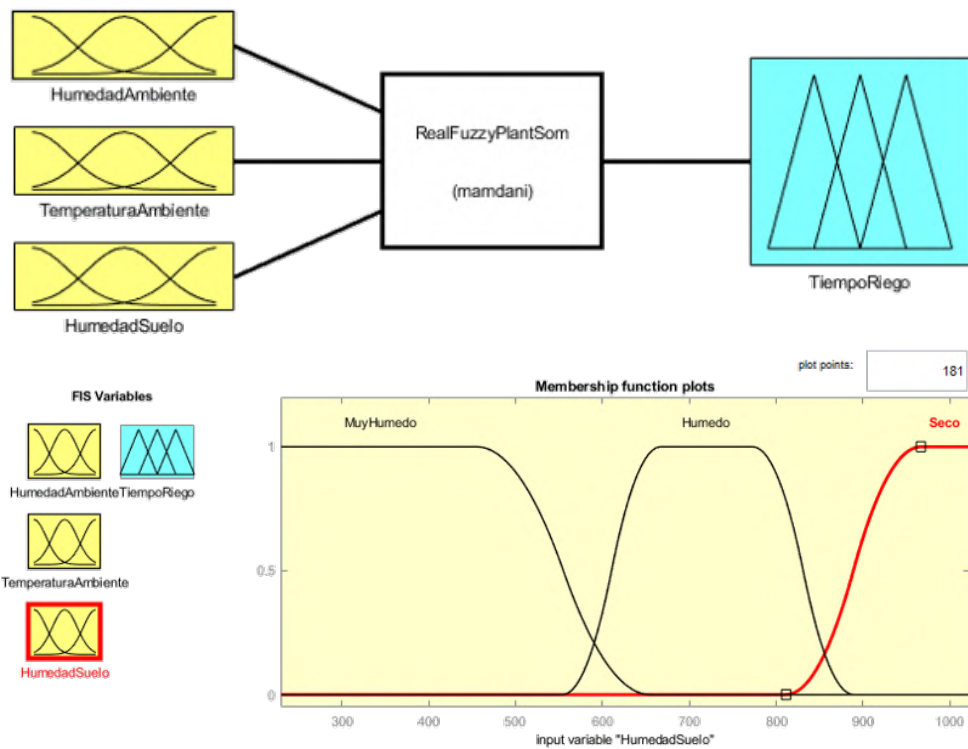 HumedadAmbiente
RealFuzzyPlantSom
(mamdani)
TemperaturaAmbiente
HumedadSuelo
TiempoRiego
plot points:
181
FIS Variables
Membership function plots
MuyHumedo
Humedo
Seco
HumedadAmbiente
TiempoRiego
TemperaturaAmbiente
HumedadSuelo
1
0.5
0
300 400 500 600 700 800 900 1000
input variable "HumedadSuelo"